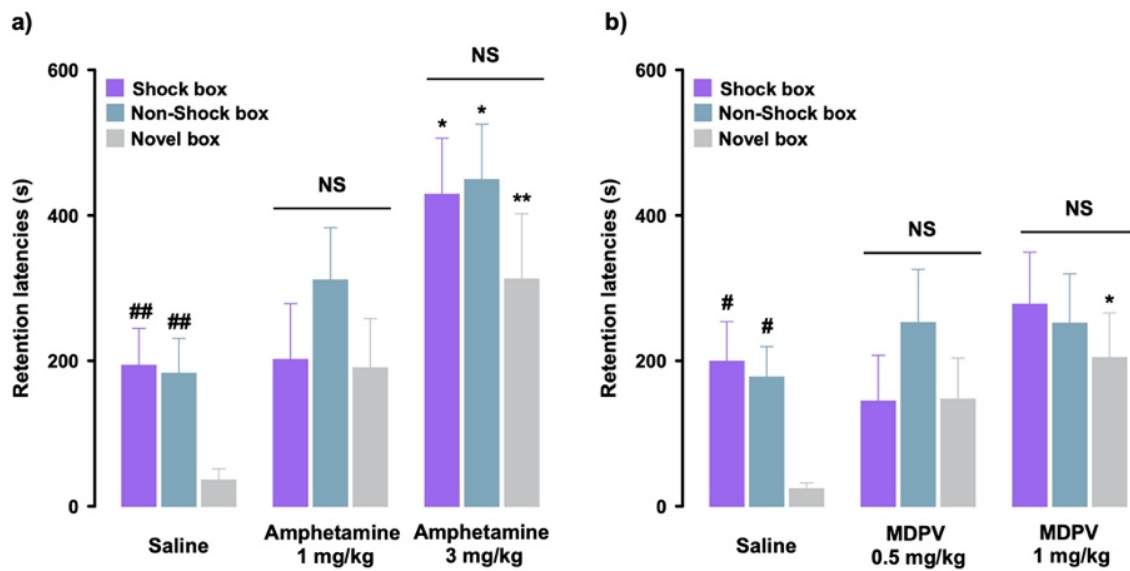 a)
600
400
200
0
Retention latencies (s)
Shock box
Non-Shock box
Novel box
##
##
NS
NS
*
*
**
Saline
Amphetamine
1 mg/kg
Amphetamine
3 mg/kg
b)
600
400
200
0
Retention latencies (s)
Shock box
Non-Shock box
Novel box
#
#
NS
NS
*
Saline
MDPV
0.5 mg/kg
MDPV
1 mg/kg